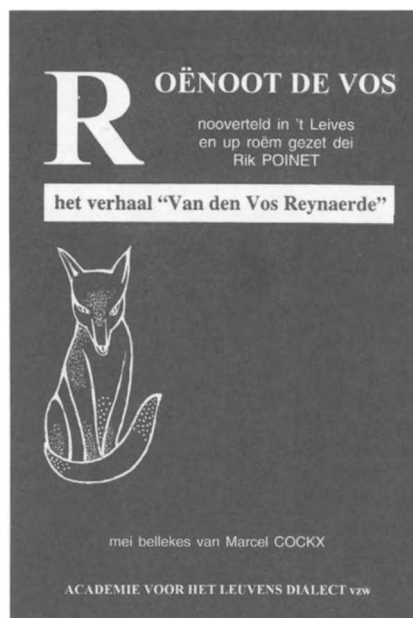 ROËNOOT DE VOS
nooverteld in 't Leives
en up roêm gezet dei
Rik POINET
het verhaal “Van den Vos Reynaerde”
mei bellekes van Marcel COCKX
ACADEMIE VOOR HET LEUVENS DIALECT vzw